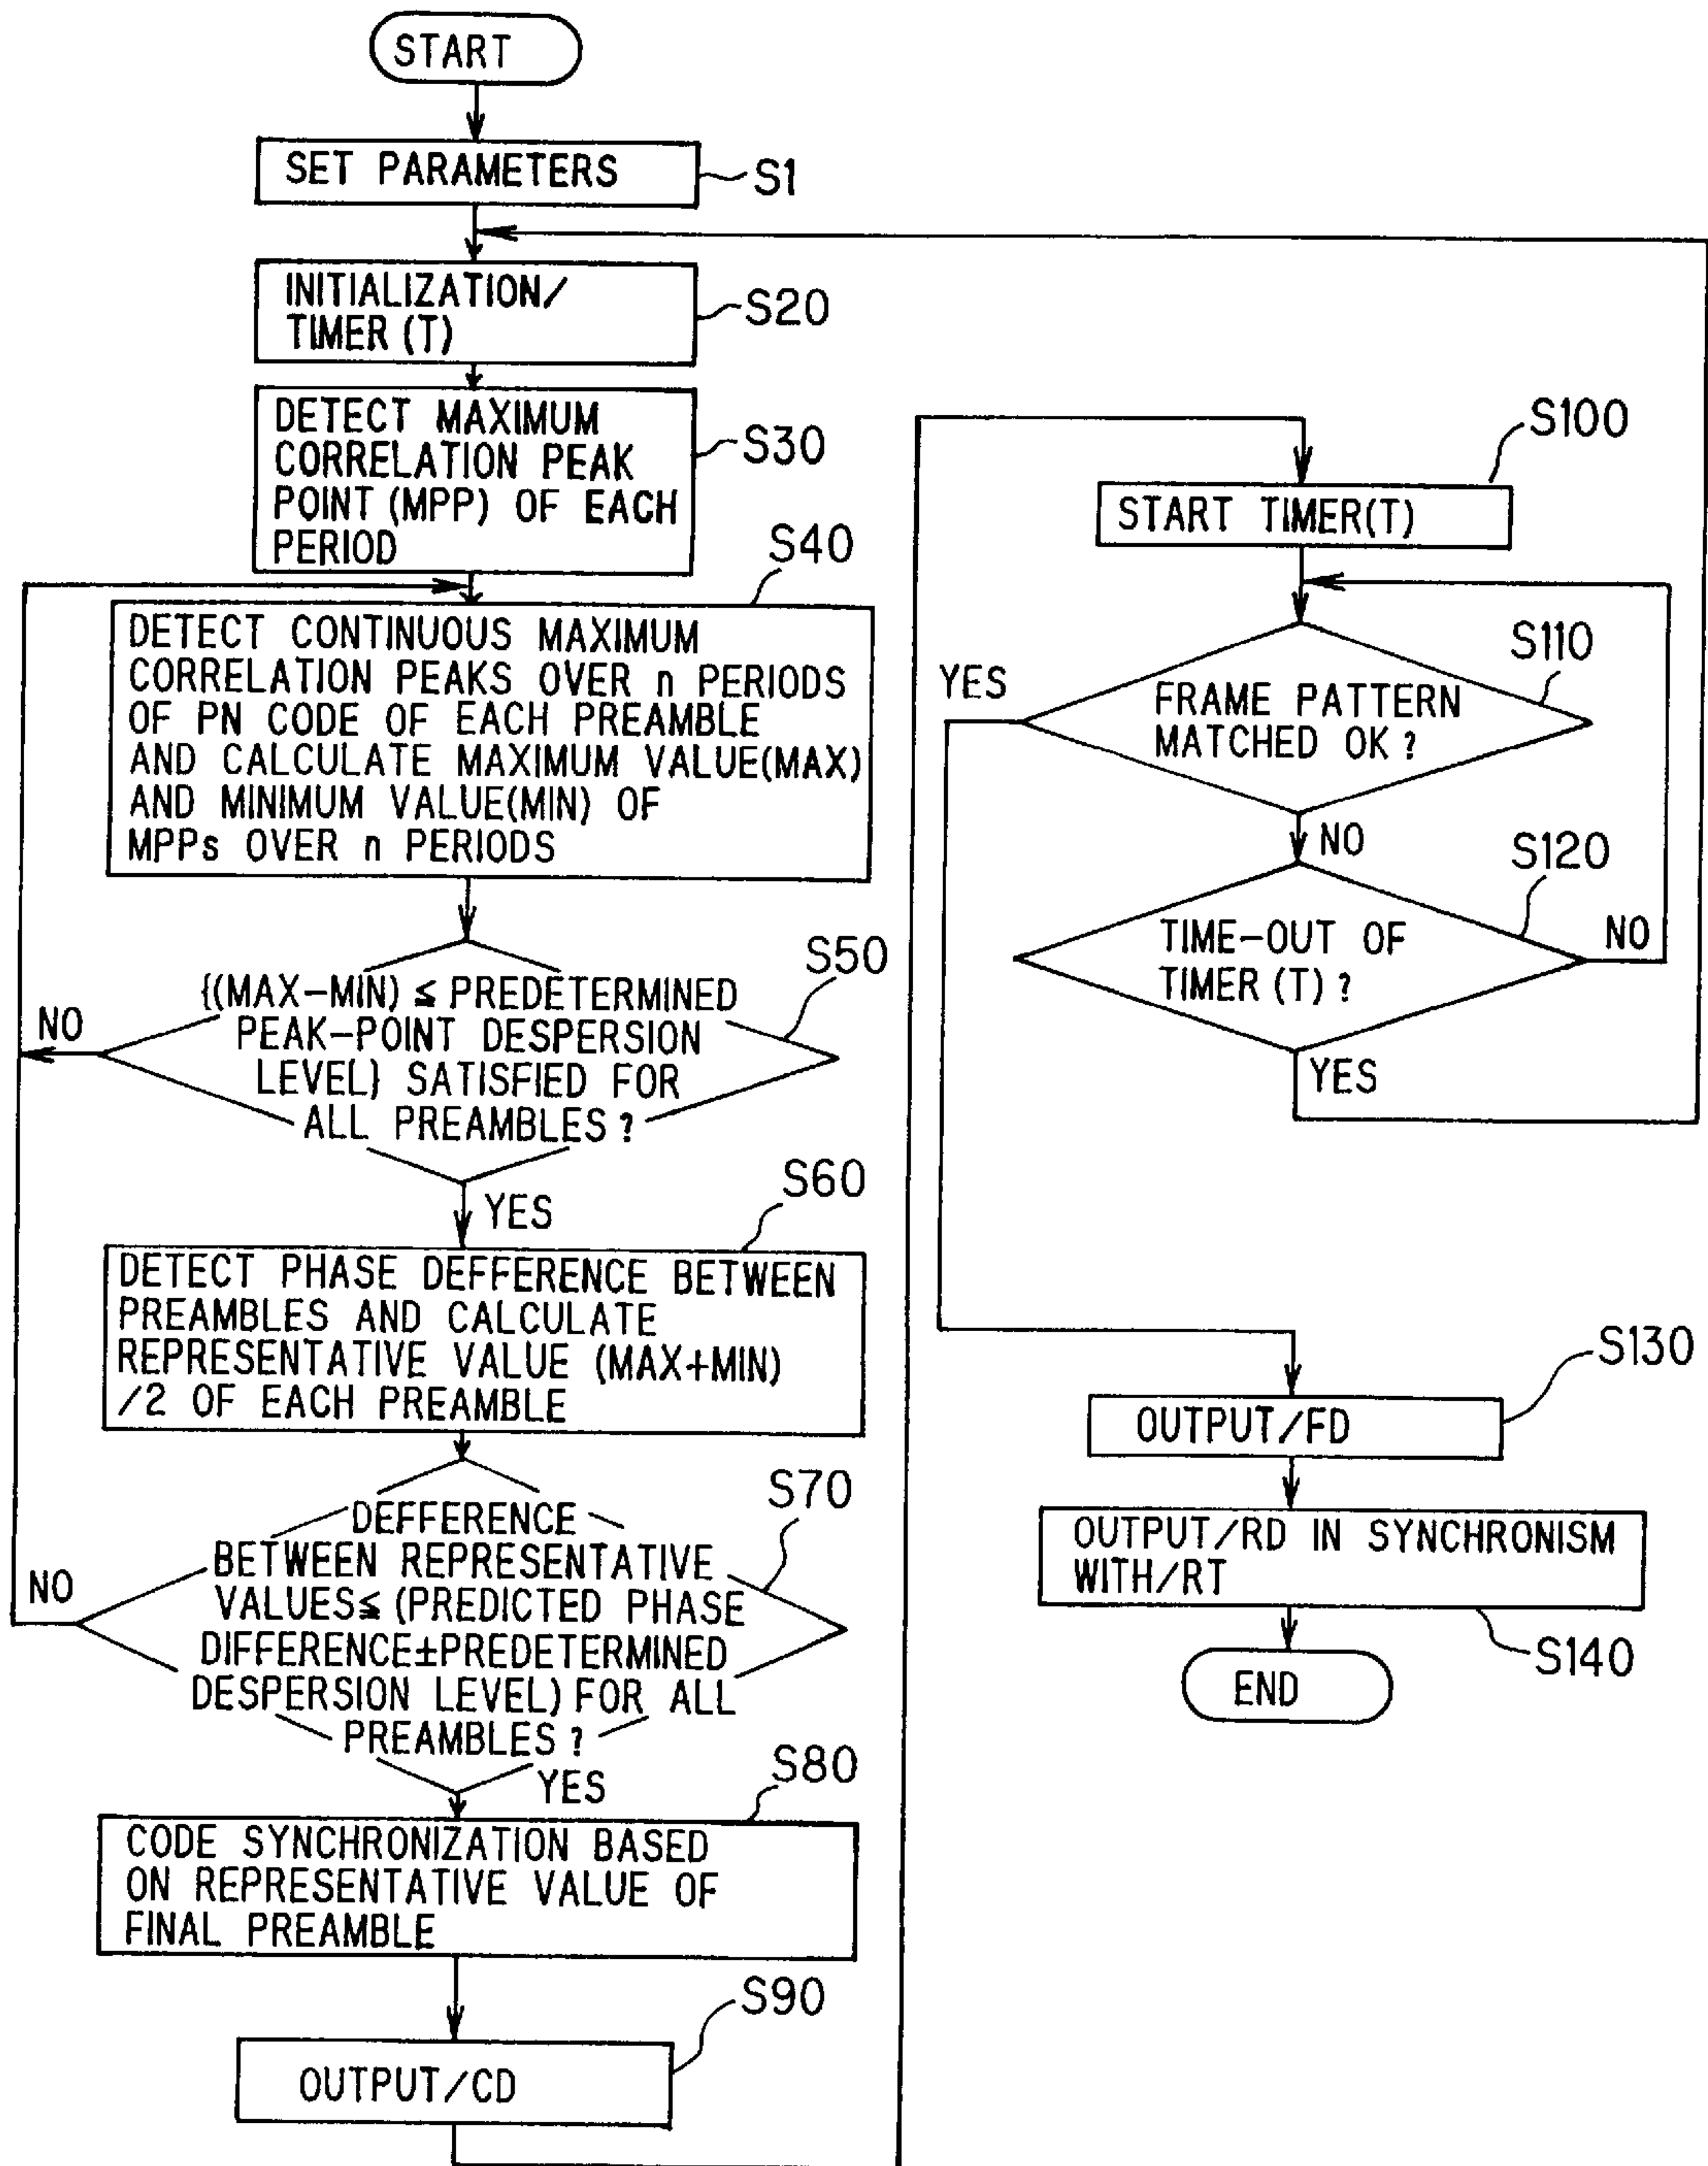 START
SET PARAMETERS
S1
INITIALIZATION/
TIMER (T)
S20
DETECT MAXIMUM
CORRELATION PEAK
POINT (MPP) OF EACH
PERIOD
S30
DETECT CONTINUOUS MAXIMUM
CORRELATION PEAKS OVER n PERIODS
OF PN CODE OF EACH PREAMBLE
AND CALCULATE MAXIMUM VALUE(MAX)
AND MINIMUM VALUE(MIN) OF
MPPs OVER n PERIODS
S40
{(MAX-MIN) ≦ PREDETERMINED
PEAK-POINT DESPERSION
LEVEL} SATISFIED FOR
ALL PREAMBLES ?
S50
NO
YES
DETECT PHASE DEFFERENCE BETWEEN
PREAMBLES AND CALCULATE
REPRESENTATIVE VALUE (MAX+MIN)
/2 OF EACH PREAMBLE
S60
DEFFERENCE
BETWEEN REPRESENTATIVE
VALUES≦ (PREDICTED PHASE
DIFFERENCE±PREDETERMINED
DESPERSION LEVEL) FOR ALL
PREAMBLES ?
S70
NO
YES
CODE SYNCHRONIZATION BASED
ON REPRESENTATIVE VALUE OF
FINAL PREAMBLE
S80
OUTPUT/CD
S90
START TIMER(T)
S100
FRAME PATTERN
MATCHED OK ?
S110
YES
NO
TIME-OUT OF
TIMER (T) ?
S120
NO
YES
OUTPUT/FD
S130
OUTPUT/RD IN SYNCHRONISM
WITH/RT
S140
END